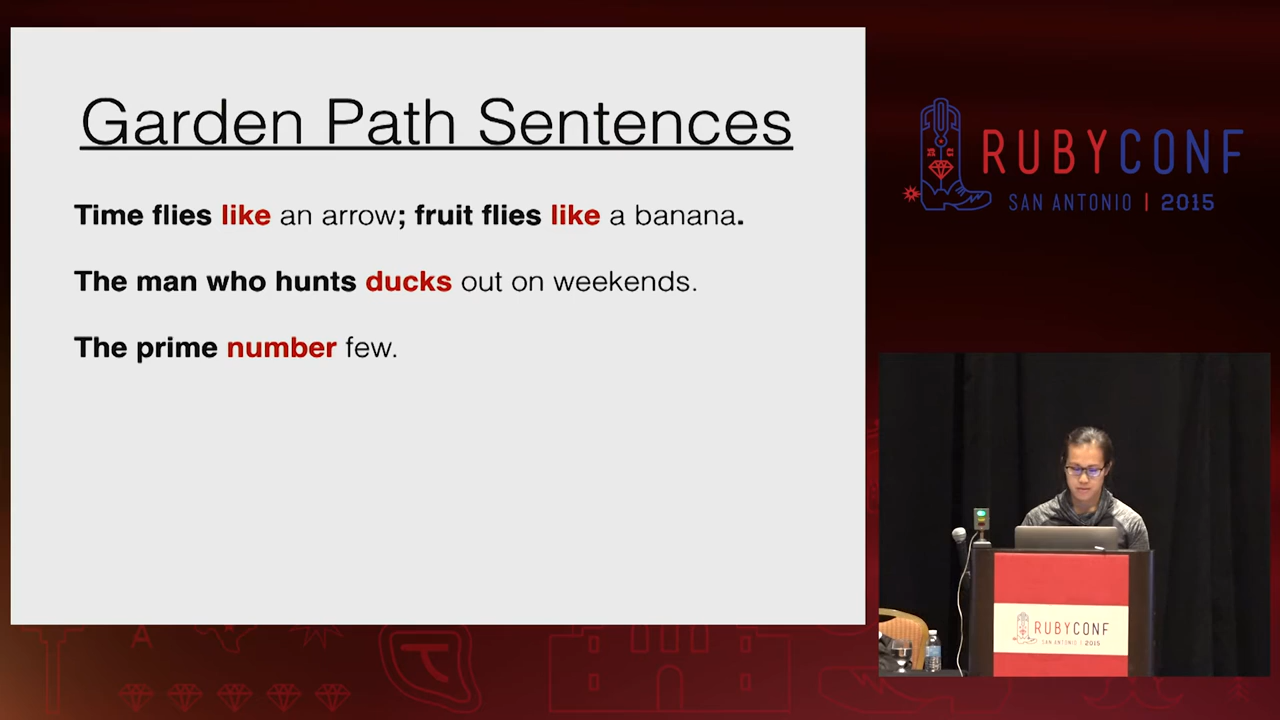 Garden Path Sentences
Time flies like an arrow; fruit flies like a banana.
The man who hunts ducks out on weekends.
The prime number few.
RUBYCONF
SAN ANTONIO | 2015
RUBYCONF
SAN ANTONIO | 2015